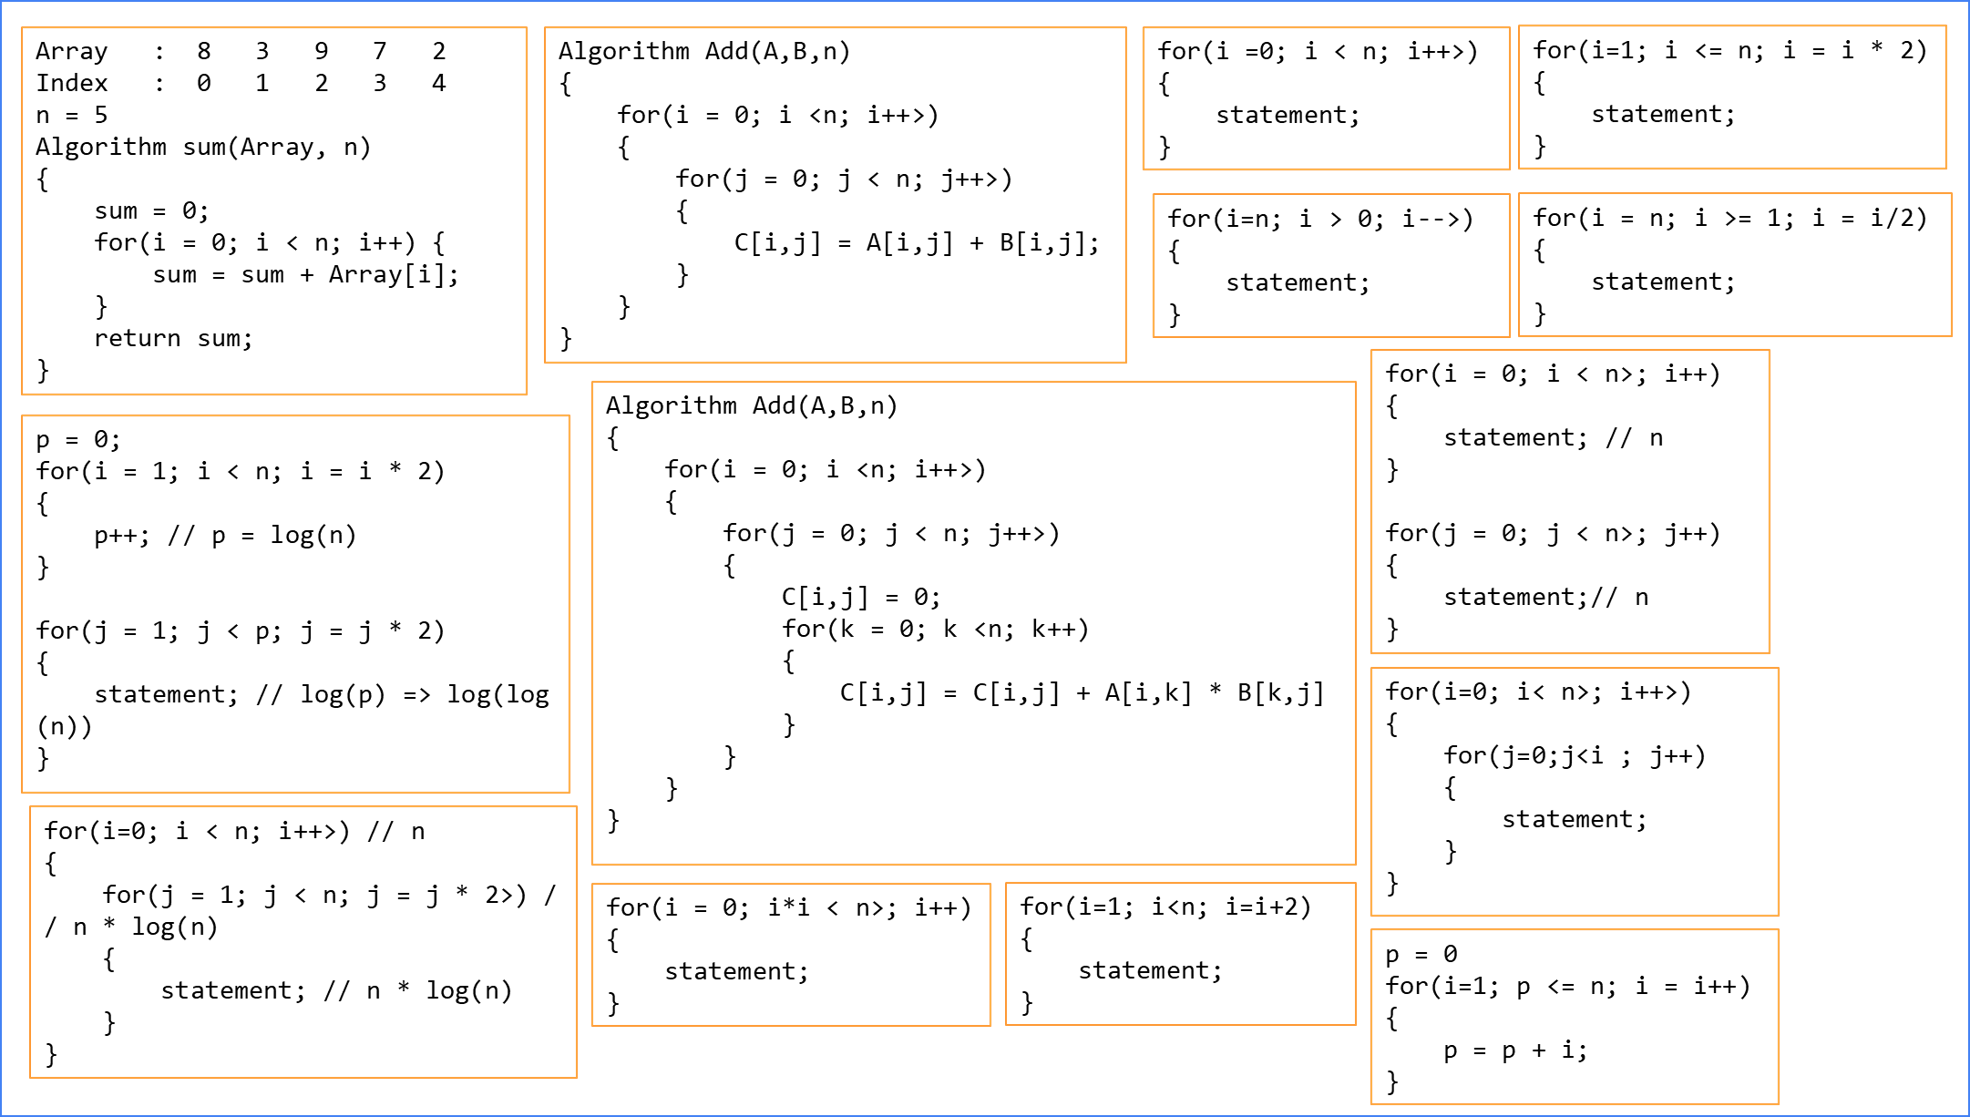 Array   :  8   3   9   7   2
Index   :  0   1   2   3   4
n = 5
Algorithm sum(Array, n)
{
    sum = 0;
    for(i = 0; i < n; i++) {
        sum = sum + Array[i];
    }
    return sum;
}
Algorithm Add(A,B,n)
{
    for(i = 0; i <n; i++>)
    {
        for(j = 0; j < n; j++>)
        {
            C[i,j] = A[i,j] + B[i,j];
        }
    }
}
for(i =0; i < n; i++>)
{
    statement;
}
for(i=1; i <= n; i = i * 2)
{
    statement;
}
for(i=n; i > 0; i-->)
{
    statement;
}
for(i = n; i >= 1; i = i/2)
{
    statement;
}
p = 0;
for(i = 1; i < n; i = i * 2)
{
    p++; // p = log(n)
}
for(j = 1; j < p; j = j * 2)
{
    statement; // log(p) => log(log
(n))
}
Algorithm Add(A,B,n)
{
    for(i = 0; i <n; i++>)
    {
        for(j = 0; j < n; j++>)
        {
            C[i,j] = 0;
            for(k = 0; k <n; k++)
            {
                C[i,j] = C[i,j] + A[i,k] * B[k,j]
            }
        }
    }
}
for(i = 0; i < n>; i++)
{
    statement; // n
}
for(j = 0; j < n>; j++)
{
    statement;// n
}
for(i=0; i< n>; i++>)
{
    for(j=0;j<i ; j++)
    {
        statement;
    }
}
for(i=0; i < n; i++>) // n
{
    for(j = 1; j < n; j = j * 2>) /
/ n * log(n)
    {
        statement; // n * log(n)
    }
}
for(i = 0; i*i < n>; i++)
{
    statement;
}
for(i=1; i<n; i=i+2)
{
    statement;
}
p = 0
for(i=1; p <= n; i = i++)
{
    p = p + i;
}